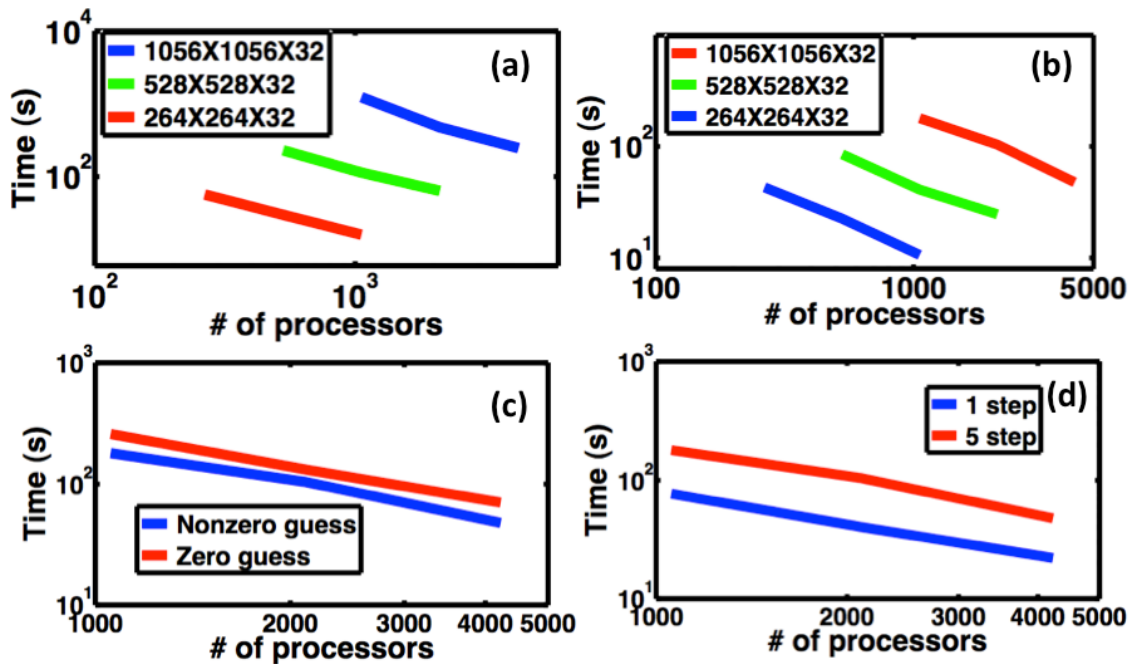 10^4
1056X1056X32
528X528X32
264X264X32
(a)
10^2
Time (s)
10^2
10^3
# of processors
1056X1056X32
528X528X32
264X264X32
(b)
10^2
10^1
Time (s)
100
1000
5000
# of processors
10^3
(c)
10^2
Time (s)
Nonzero guess
Zero guess
10^1
1000
2000
3000
4000
5000
# of processors
10^3
(d)
1 step
5 step
10^2
Time (s)
10^1
1000
2000
3000
4000
5000
# of processors